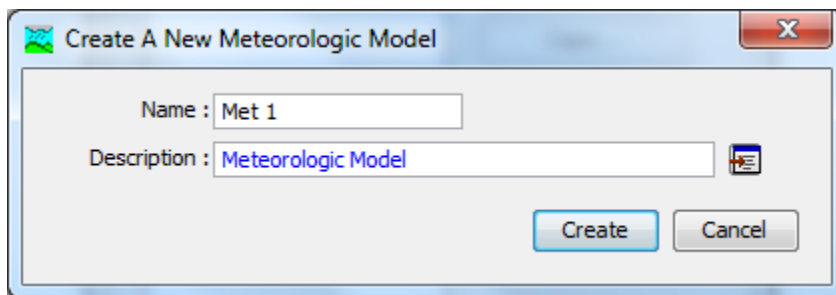 Create A New Meteorologic Model
Name : Met 1
Description : Meteorologic Model
Create Cancel